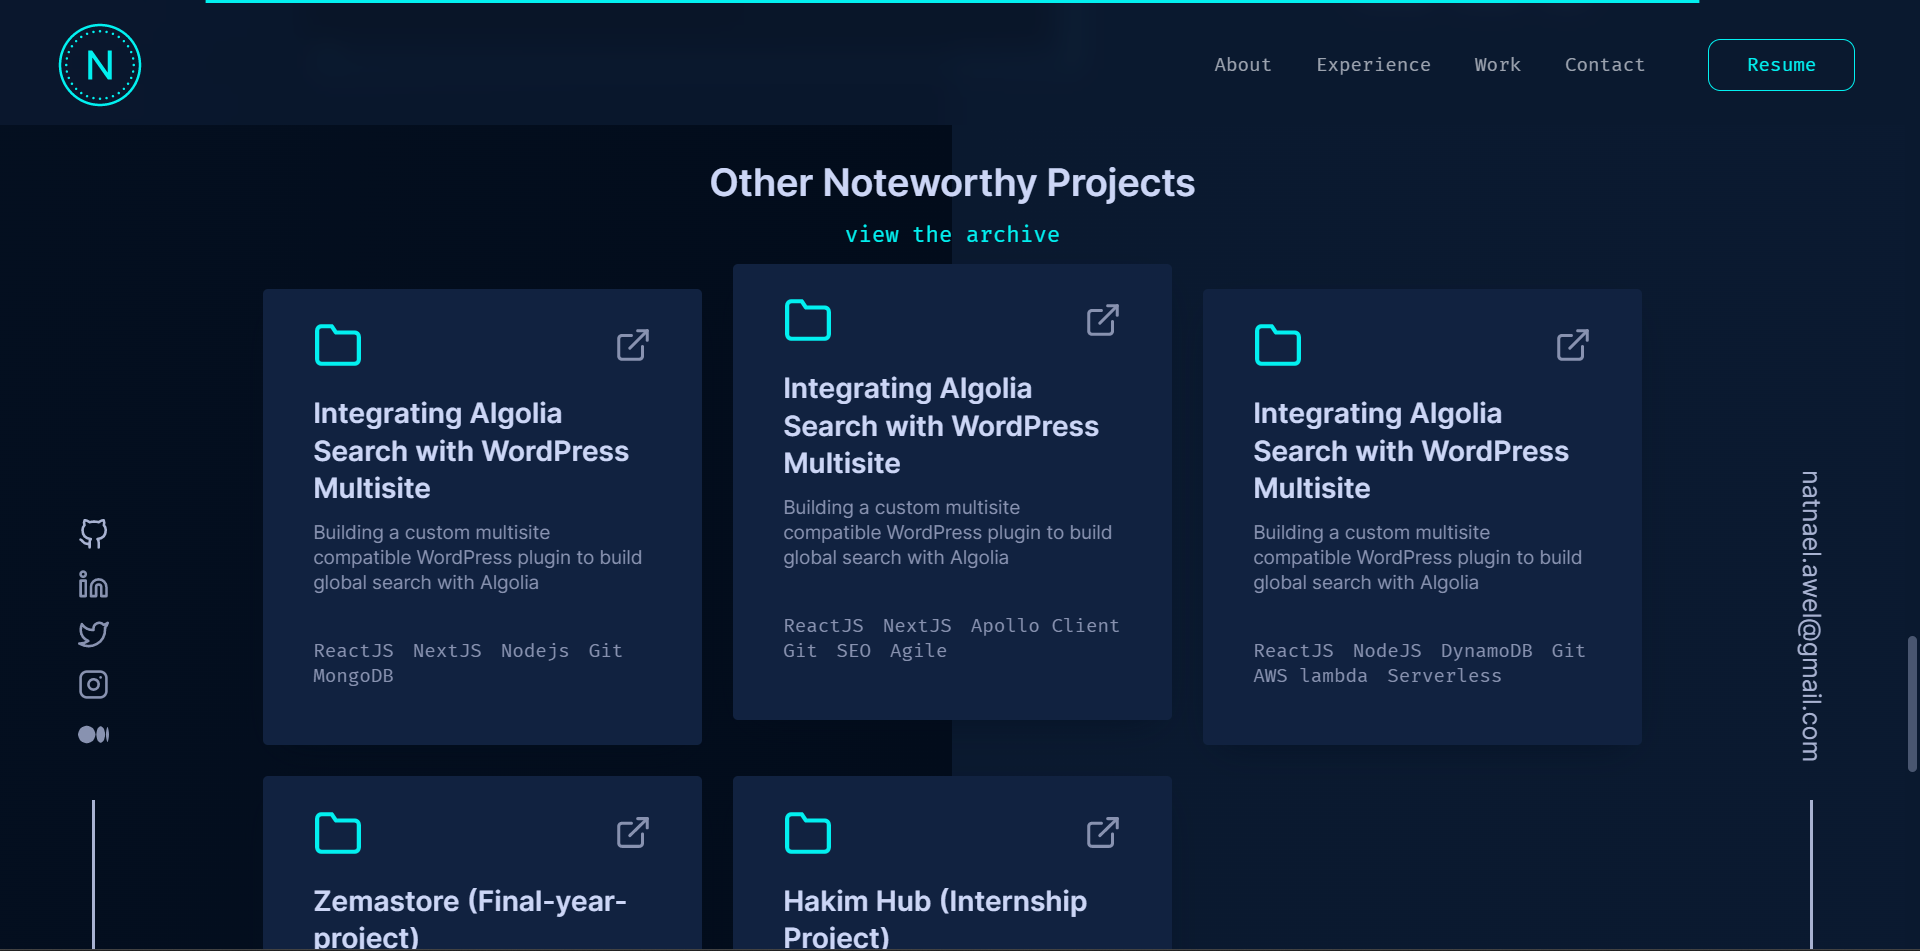 N
About Experience Work Contact Resume
Other Noteworthy Projects
view the archive
Integrating Algolia
Search with WordPress
Multisite
Building a custom multisite
compatible WordPress plugin to build
global search with Algolia
ReactJS NextJS Nodejs Git
MongoDB
Integrating Algolia
Search with WordPress
Multisite
Building a custom multisite
compatible WordPress plugin to build
global search with Algolia
ReactJS NextJS Apollo Client
Git SEO Agile
Integrating Algolia
Search with WordPress
Multisite
Building a custom multisite
compatible WordPress plugin to build
global search with Algolia
ReactJS NodeJS DynamoDB Git
AWS lambda Serverless
Zemastore (Final-year-
project)
Hakim Hub (Internship
Project)
natnael.awel@gmail.com